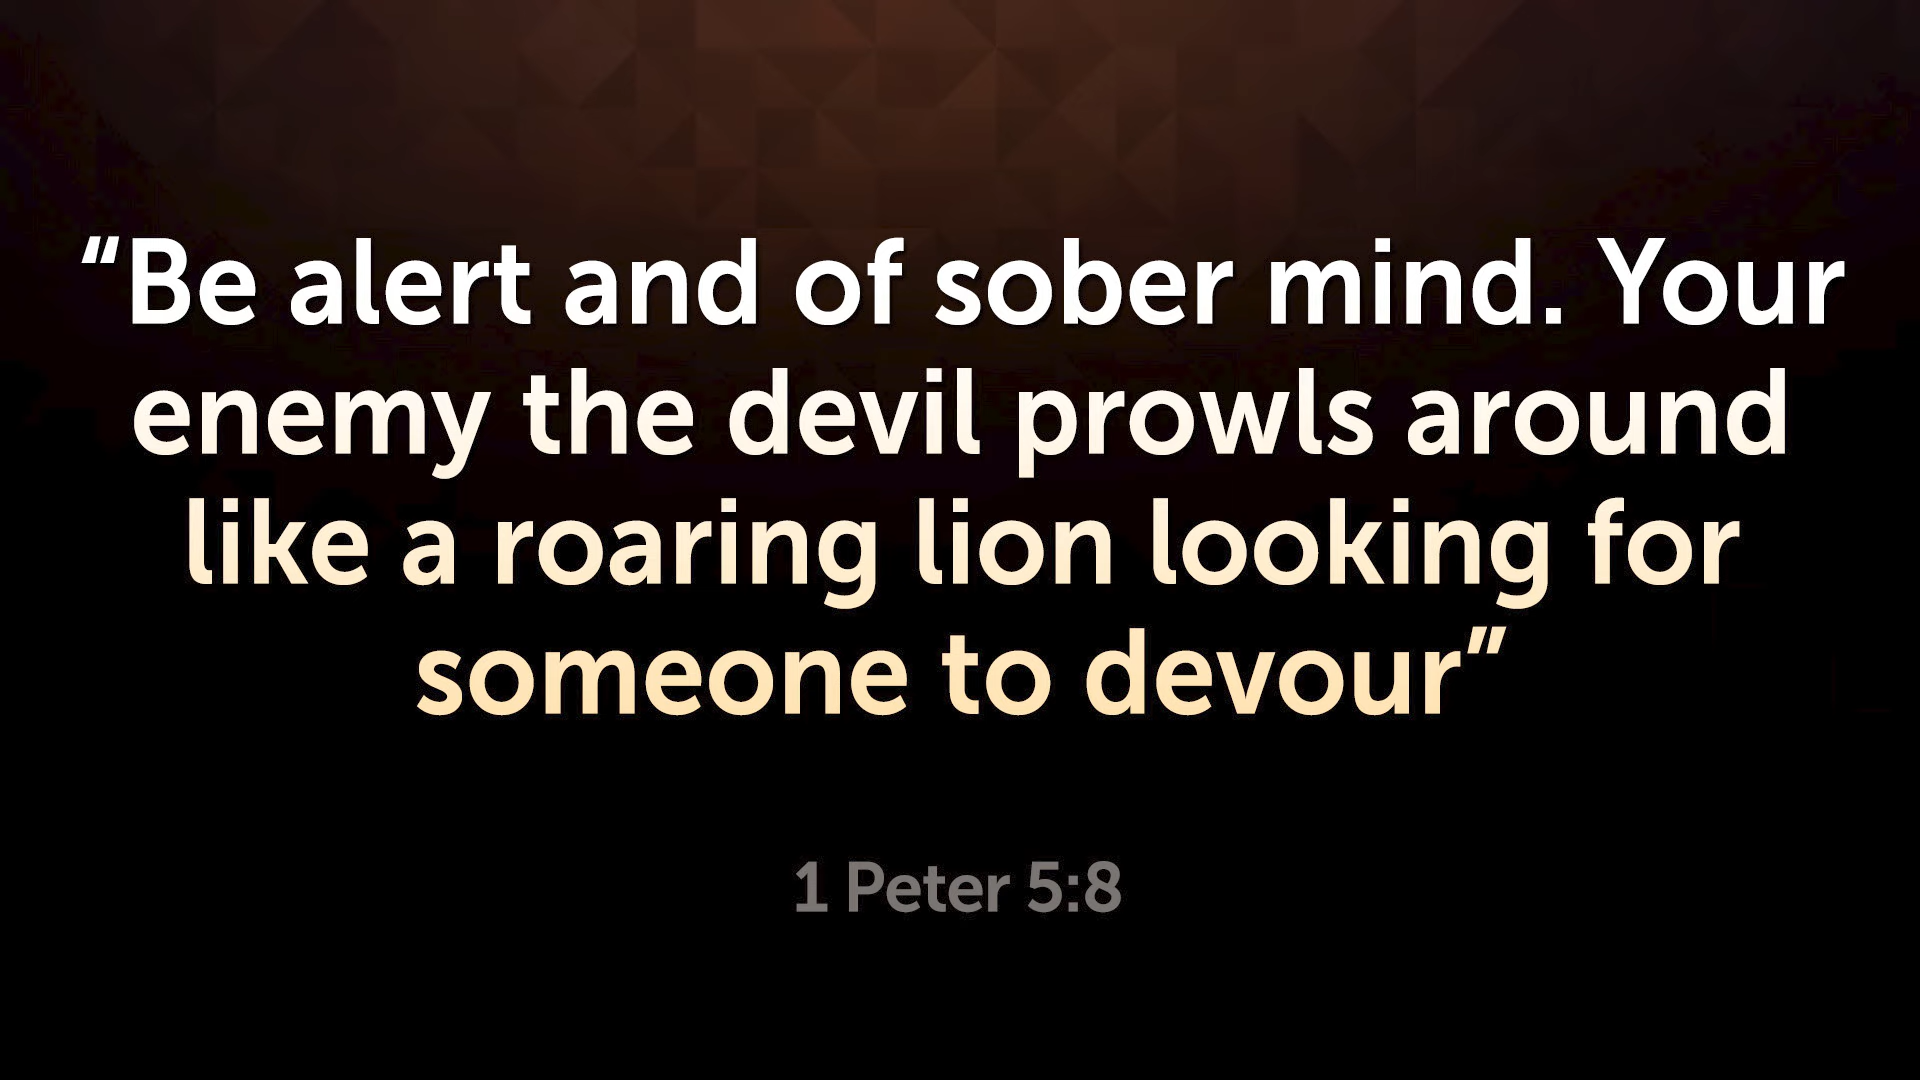 “Be alert and of sober mind. Your
enemy the devil prowls around
like a roaring lion looking for
someone to devour”
1 Peter 5:8